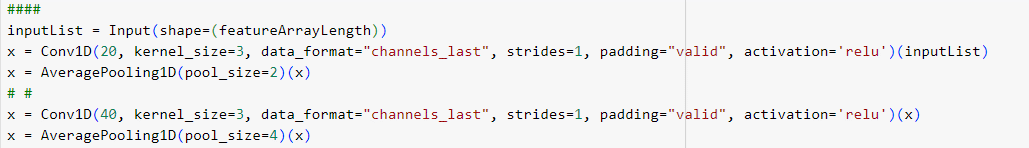 ####
inputList = Input(shape=(featureArrayLength))
x = Conv1D(20, kernel_size=3, data_format="channels_last", strides=1, padding="valid", activation='relu')(inputList)
x = AveragePooling1D(pool_size=2)(x)
# #
x = Conv1D(40, kernel_size=3, data_format="channels_last", strides=1, padding="valid", activation='relu')(x)
x = AveragePooling1D(pool_size=4)(x)